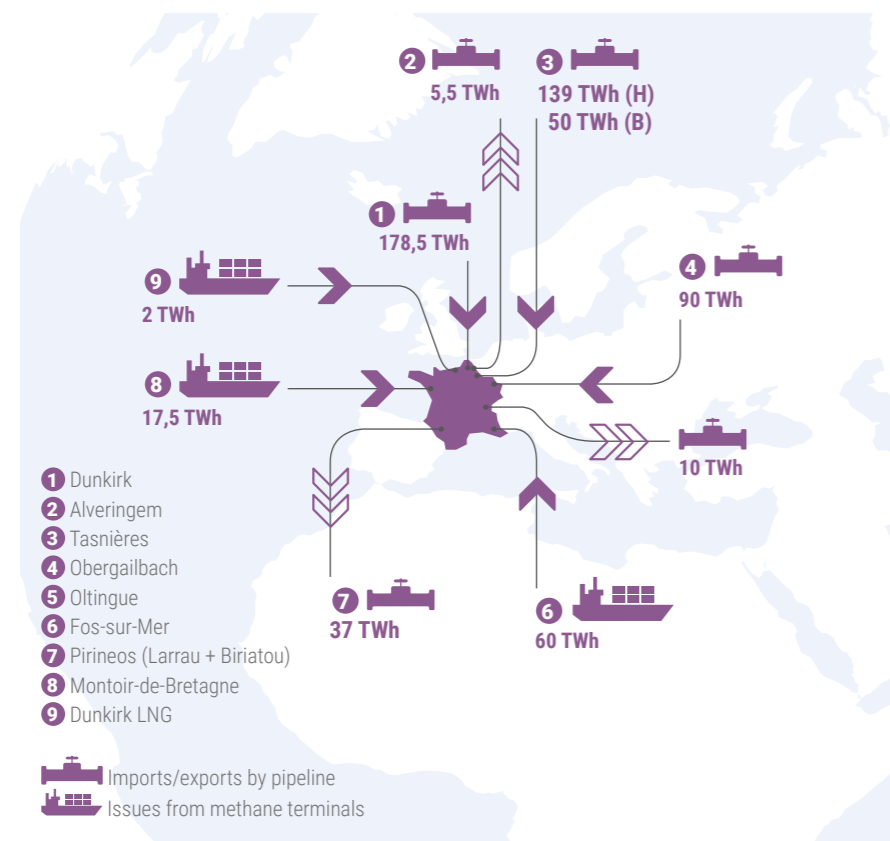 2
5,5 TWh
3
139 TWh (H)
50 TWh (B)
1
178,5 TWh
4
90 TWh
9
2 TWh
8
17,5 TWh
10 TWh
7
37 TWh
6
60 TWh
1 Dunkirk
2 Alveringem
3 Tasnières
4 Obergailbach
5 Oltingue
6 Fos-sur-Mer
7 Pirineos (Larrau + Biriatou)
8 Montoir-de-Bretagne
9 Dunkirk LNG
Imports/exports by pipeline
Issues from methane terminals